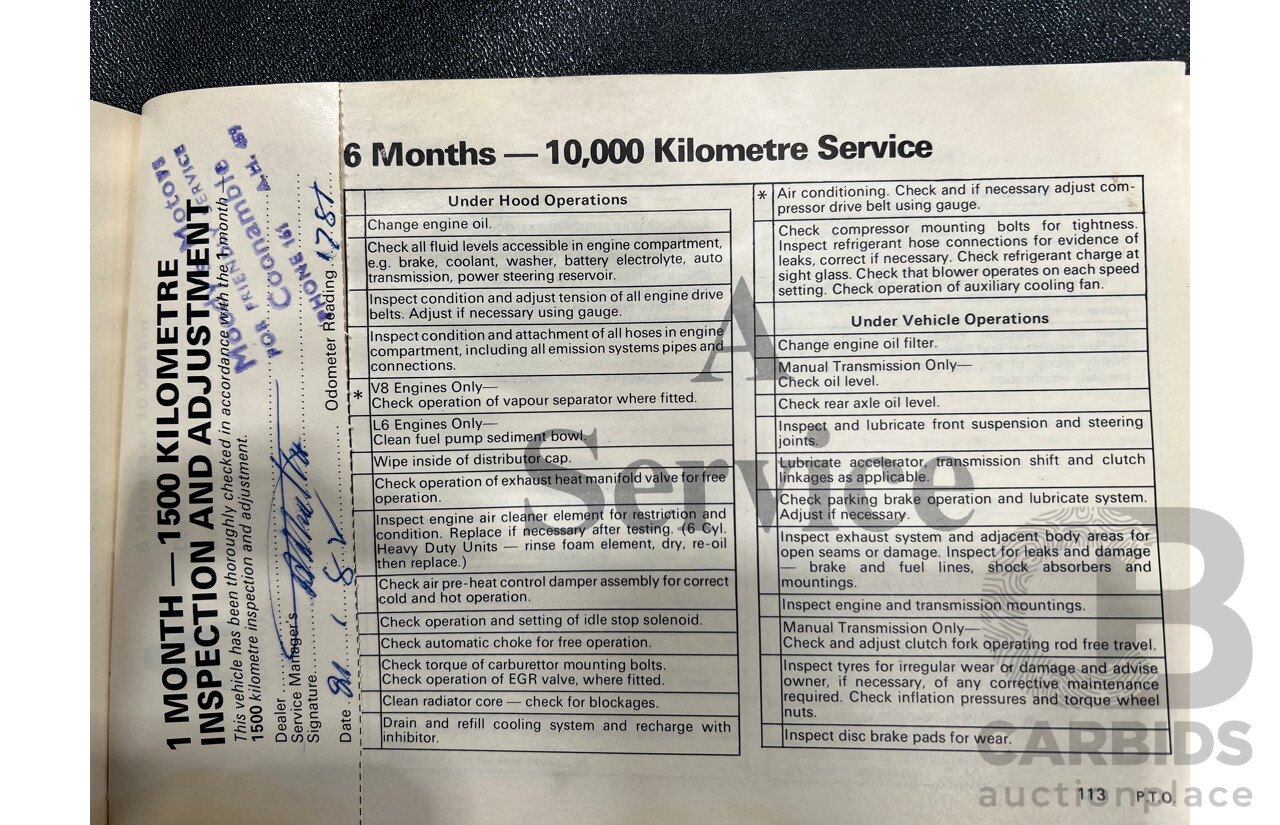 1 MONTH — 1500 KILOMETRE
INSPECTION AND ADJUSTMENT
This vehicle has been thoroughly checked in accordance with the 1 month —
1500 kilometre inspection and adjustment.
Dealer
Service Manager's
Signature
Date
Odometer Reading 1781
Motors
FOR FRIENDLY SERVICE
Coonamble
PHONE 161
A.H. 459
6 Months — 10,000 Kilometre Service
Under Hood Operations
Change engine oil.
Check all fluid levels accessible in engine compartment,
e.g. brake, coolant, washer, battery electrolyte, auto
transmission, power steering reservoir.
Inspect condition and adjust tension of all engine drive
belts. Adjust if necessary using gauge.
Inspect condition and attachment of all hoses in engine
compartment, including all emission systems pipes and
connections.
* V8 Engines Only—
Check operation of vapour separator where fitted.
L6 Engines Only—
Clean fuel pump sediment bowl.
Wipe inside of distributor cap.
Check operation of exhaust heat manifold valve for free
operation.
Inspect engine air cleaner element for restriction and
condition. Replace if necessary after testing. (6 Cyl.
Heavy Duty Units — rinse foam element, dry, re-oil
then replace.)
Check air pre-heat control damper assembly for correct
cold and hot operation.
Check operation and setting of idle stop solenoid.
Check automatic choke for free operation.
Check torque of carburettor mounting bolts.
Check operation of EGR valve, where fitted.
Clean radiator core — check for blockages.
Drain and refill cooling system and recharge with
inhibitor.
* Air conditioning. Check and if necessary adjust com-
pressor drive belt using gauge.
Check compressor mounting bolts for tightness.
Inspect refrigerant hose connections for evidence of
leaks, correct if necessary. Check refrigerant charge at
sight glass. Check that blower operates on each speed
setting. Check operation of auxiliary cooling fan.
Under Vehicle Operations
Change engine oil filter.
Manual Transmission Only—
Check oil level.
Check rear axle oil level.
Inspect and lubricate front suspension and steering
joints.
Lubricate accelerator, transmission shift and clutch
linkages as applicable.
Check parking brake operation and lubricate system.
Adjust if necessary.
Inspect exhaust system and adjacent body areas for
open seams or damage. Inspect for leaks and damage
— brake and fuel lines, shock absorbers and
mountings.
Inspect engine and transmission mountings.
Manual Transmission Only—
Check and adjust clutch fork operating rod free travel.
Inspect tyres for irregular wear or damage and advise
owner, if necessary, of any corrective maintenance
required. Check inflation pressures and torque wheel
nuts.
Inspect disc brake pads for wear.
A
Service
113 P.T.O.
CB
CARBIDS
auctionplace